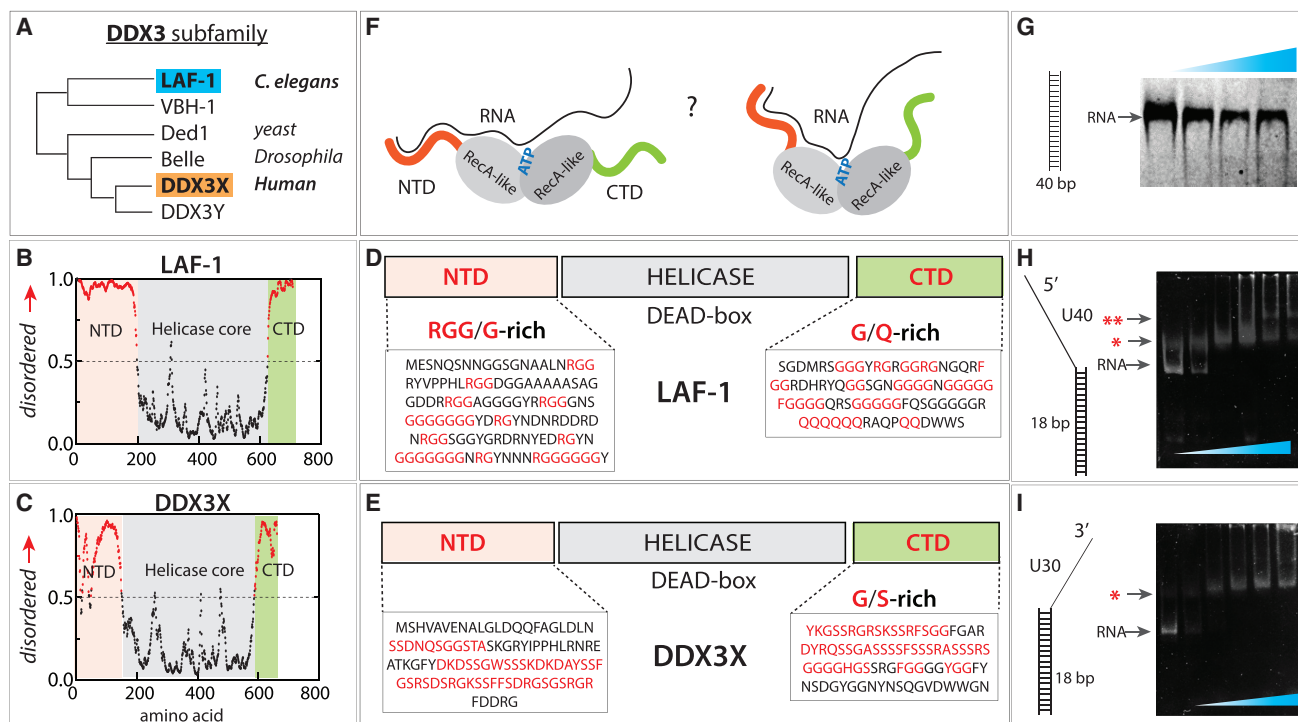 A
DDX3 subfamily
LAF-1
C. elegans
VBH-1
Ded1
yeast
Belle
Drosophila
DDX3X
Human
DDX3Y
B
LAF-1
disordered
1.0
0.5
0.0
NTD
Helicase core
CTD
0
200
400
600
800
C
DDX3X
disordered
1.0
0.5
0.0
NTD
Helicase core
CTD
0
200
400
600
800
amino acid
F
RNA
NTD
RecA-like
ATP
RecA-like
CTD
?
RNA
RecA-like
ATP
RecA-like
D
NTD
HELICASE
CTD
DEAD-box
RGG/G-rich
MESNQSNNGGSGNAALNRGG
RYVPPHLRGGDGGAAAAASAG
GDDRRGGAGGGGYRRGGGNS
GGGGGGGYDRGYNDNRDDRD
NRGGSGGYGRDRNYEDRGYN
GGGGGGGNRGYNNNRGGGGGGY
LAF-1
G/Q-rich
SGDMRSGGGYRGRGGRGNGQRF
GGRDHRYQGGSGNGGGGNGGGGG
FGGGGQRSGGGGGFQSGGGGGR
QQQQQQRAQPQQDWWS
E
NTD
HELICASE
CTD
DEAD-box
MSHVAVENALGLDQQFAGLDLN
SSDNQSGGSTASKGRYIPPHLRNRE
ATKGFYDKDSSGWSSSKDKDAYSSF
GSRSDSRGKSSFFSDRGSGSRGR
FDDRG
DDX3X
G/S-rich
YKGSSRGRSKSSRFSGGFGAR
DYRQSSGASSSSFSSSRASSSRS
GGGGHGSSRGFGGGGYGGFY
NSDGYGGNYNSQGVDWWGN
G
RNA
40 bp
H
5’
U40
**
*
RNA
18 bp
I
3’
U30
*
RNA
18 bp